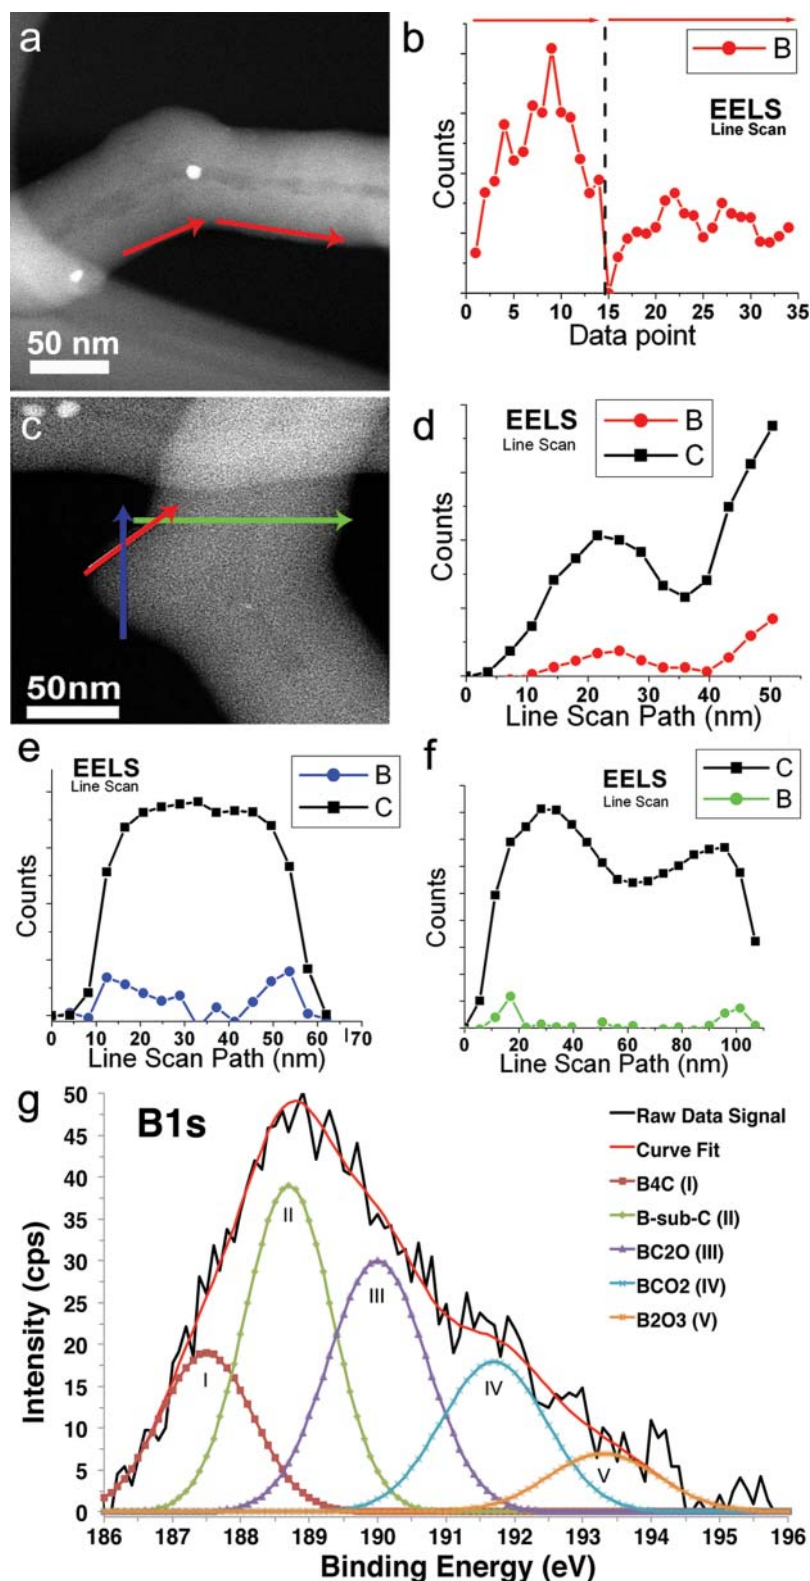 a
50 nm
b
B
EELS
Line Scan
Counts
0 5 10 15 20 25 30 35
Data point
c
50nm
d
EELS
Line Scan
B
C
Counts
0 10 20 30 40 50
Line Scan Path (nm)
e
EELS
Line Scan
B
C
Counts
0 10 20 30 40 50 60 70
Line Scan Path (nm)
f
EELS
Line Scan
C
B
Counts
0 20 40 60 80 100
Line Scan Path (nm)
g
B1s
Raw Data Signal
Curve Fit
B4C (I)
B-sub-C (II)
BC2O (III)
BCO2 (IV)
B2O3 (V)
I
II
III
IV
V
Intensity (cps)
50
45
40
35
30
25
20
15
10
5
0
186 187 188 189 190 191 192 193 194 195 196
Binding Energy (eV)